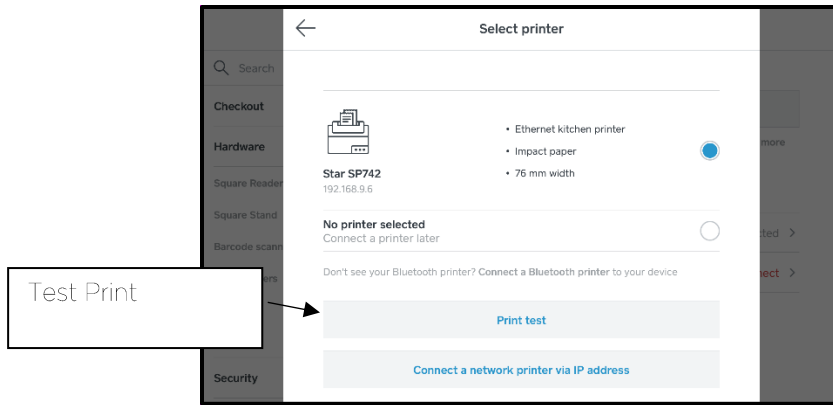 Select printer
Search
Checkout
Hardware
Square Reader
Square Stand
Barcode scann
ers
Security
• Ethernet kitchen printer
• Impact paper
• 76 mm width
Star SP742
192.168.9.6
No printer selected
Connect a printer later
Don't see your Bluetooth printer? Connect a Bluetooth printer to your device
Print test
Connect a network printer via IP address
more
cted >
nect >
Test Print